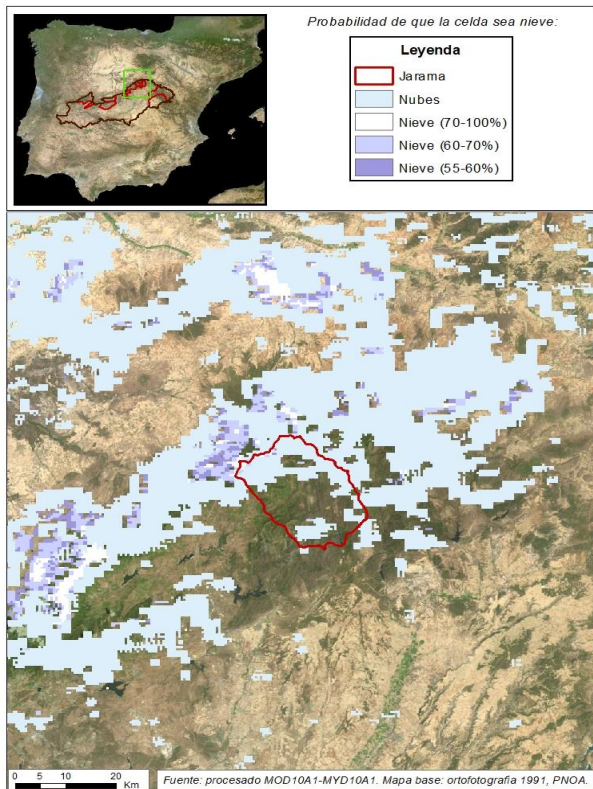 Probabilidad de que la celda sea nieve:
Leyenda
Jarama
Nubes
Nieve (70-100%)
Nieve (60-70%)
Nieve (55-60%)
0 5 10 20
Km
Fuente: procesado MOD10A1-MYD10A1. Mapa base: ortofotografia 1991, PNOA.